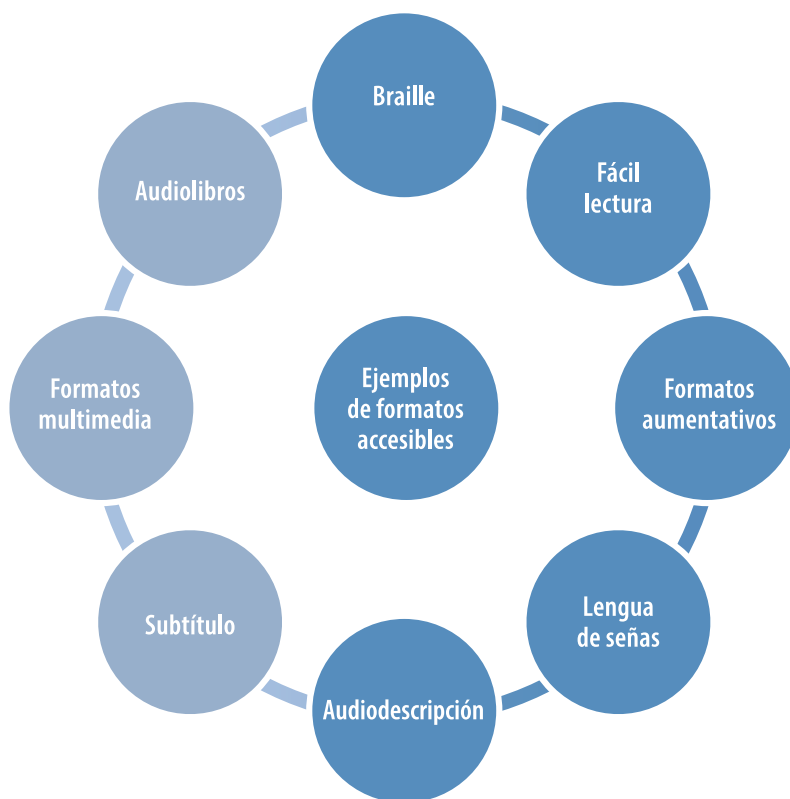 Braille
Fácil
lectura
Formatos
aumentativos
Lengua
de señas
Audiodescripción
Subtítulo
Formatos
multimedia
Audiolibros
Ejemplos
de formatos
accesibles